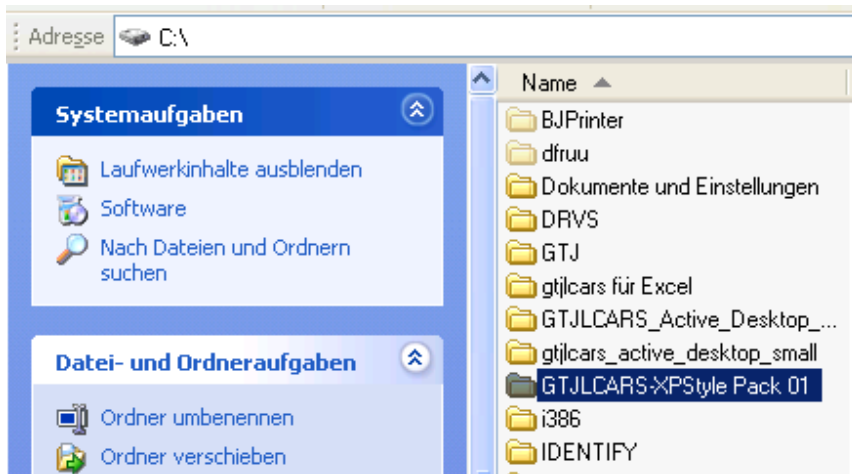 Adresse C:\
Systemaufgaben
Laufwerkinhalte ausblenden
Software
Nach Dateien und Ordnern
suchen
Datei- und Ordneraufgaben
Ordner umbenennen
Ordner verschieben
Name
BJPrinter
dfruu
Dokumente und Einstellungen
DRVS
GTJ
gtjlcars für Excel
GTJLCARS_Active_Desktop_...
gtjlcars_active_desktop_small
GTJLCARS-XPStyle Pack 01
i386
IDENTIFY